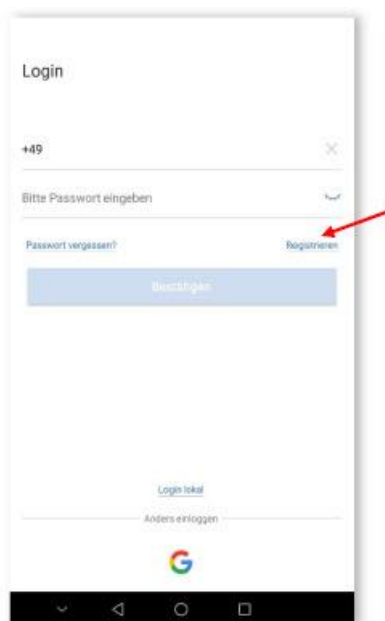 Login
+49
Bitte Passwort eingeben
Passwort vergessen? Registrieren
Bestätigen
Login lokal
Anders einloggen